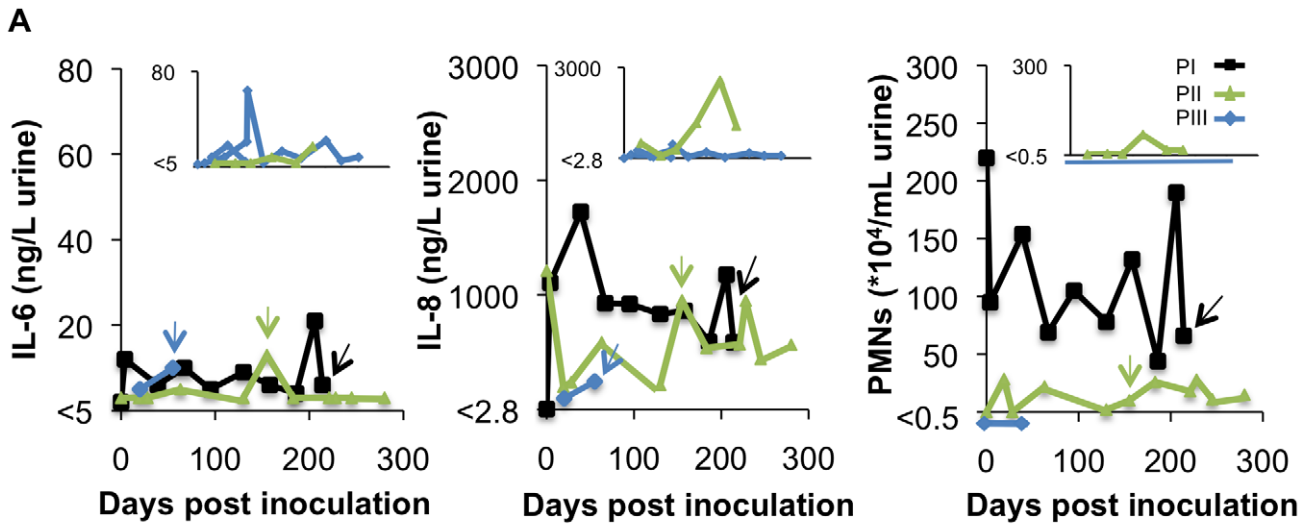 A
IL-6 (ng/L urine)
80
60
40
20
<5
80
<5
0 100 200 300
Days post inoculation
IL-8 (ng/L urine)
3000
2000
1000
<2.8
3000
<2.8
0 100 200 300
Days post inoculation
PMNs (*10⁴/mL urine)
300
250
200
150
100
50
<0.5
300
<0.5
PI
PII
PIII
0 100 200 300
Days post inoculation